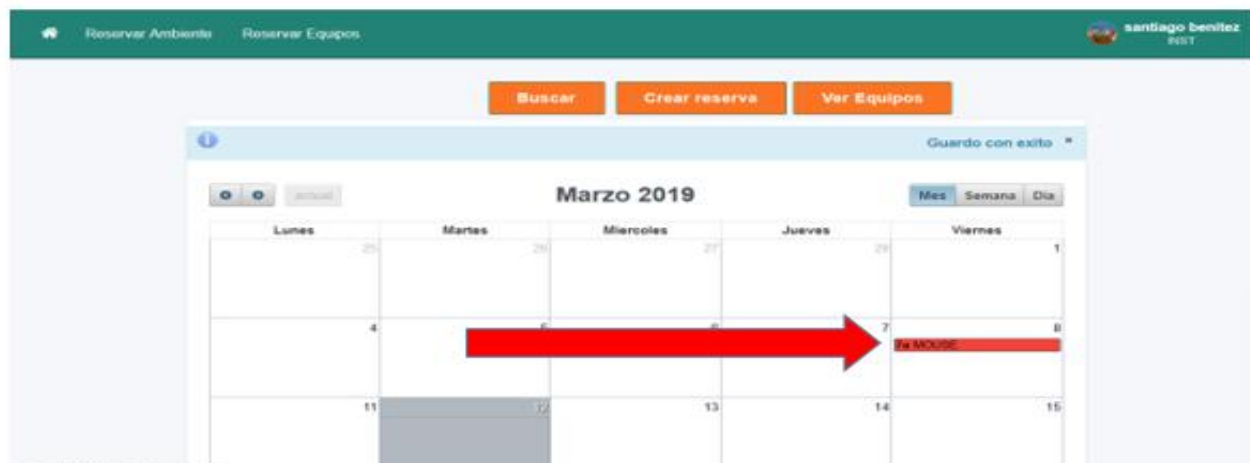 Reservar Ambiente Reservar Equipos santiago benitez
INST
Buscar Crear reserva Ver Equipos
Guardo con exito ×
actual Marzo 2019 Mes Semana Dia
Lunes Martes Miercoles Jueves Viernes
25 26 27 28 1
4 5 6 7 8
MOUSE
11 12 13 14 15